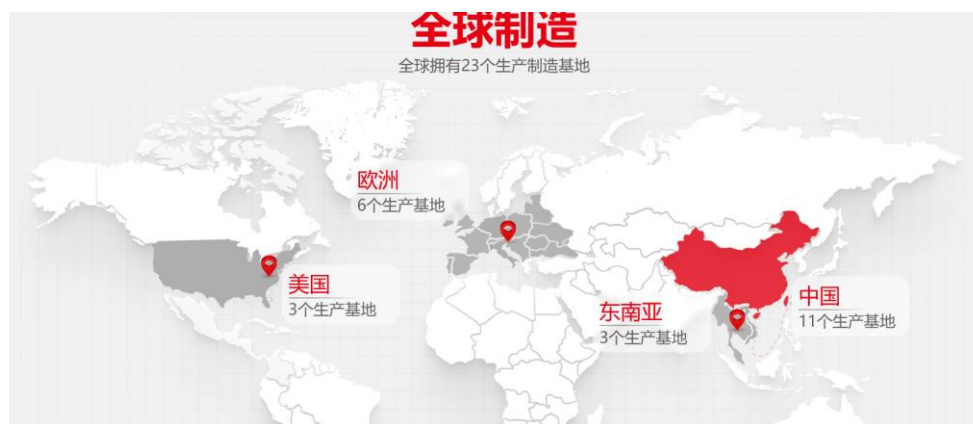 全球制造
全球拥有23个生产制造基地
欧洲
6个生产基地
美国
3个生产基地
东南亚
3个生产基地
中国
11个生产基地